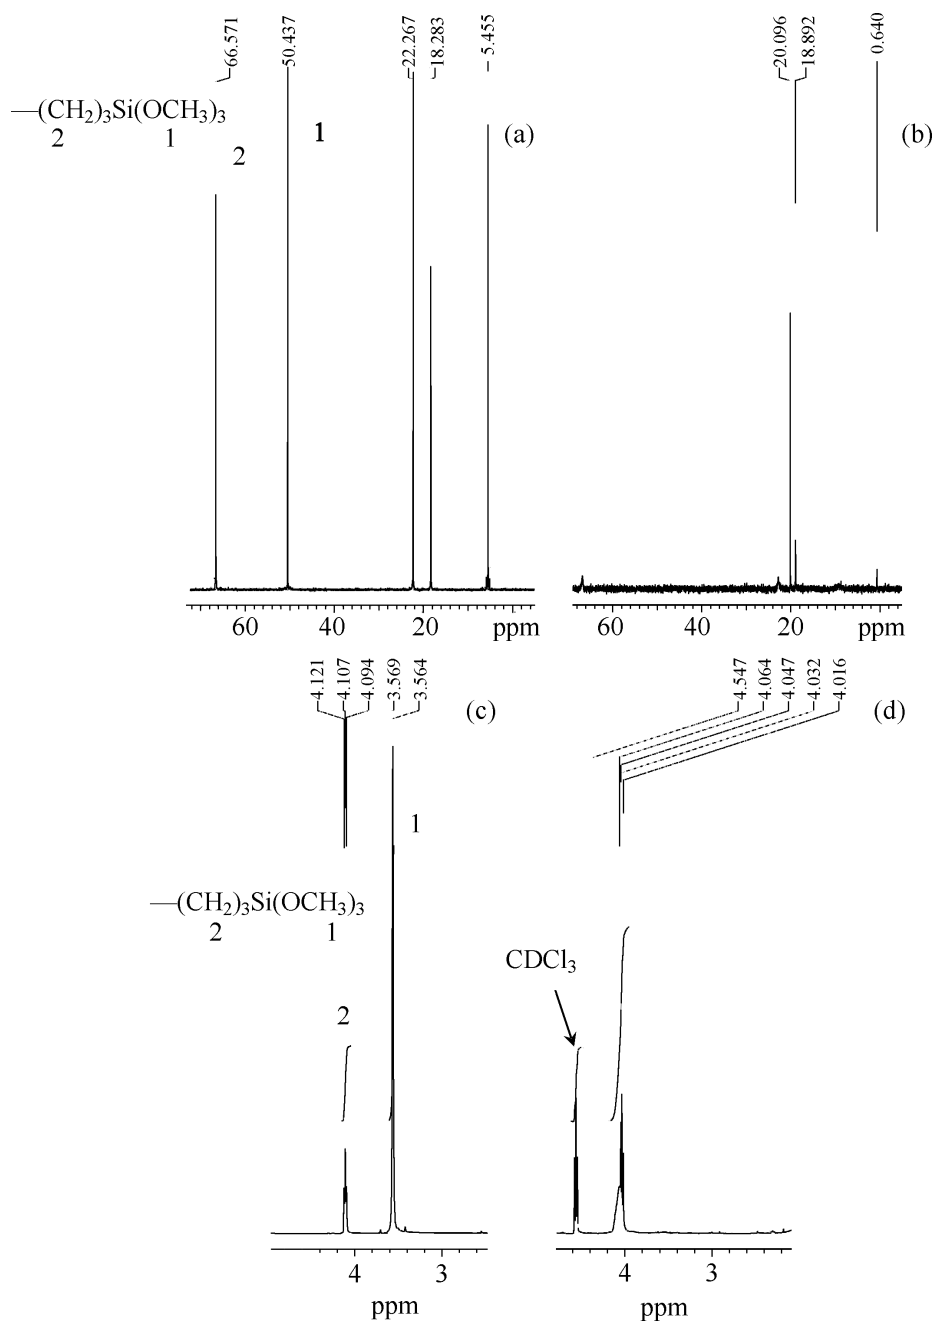 66.571
50.437
22.267
18.283
5.455
20.096
18.892
0.640
—(CH₂)₃Si(OCH₃)₃
2 1
2
1
(a)
(b)
60 40 20 ppm
60 40 20 ppm
4.121
4.107
4.094
3.569
3.564
(c)
4.547
4.064
4.047
4.032
4.016
(d)
1
—(CH₂)₃Si(OCH₃)₃
2 1
CDCl₃
2
4 3
ppm
4 3
ppm